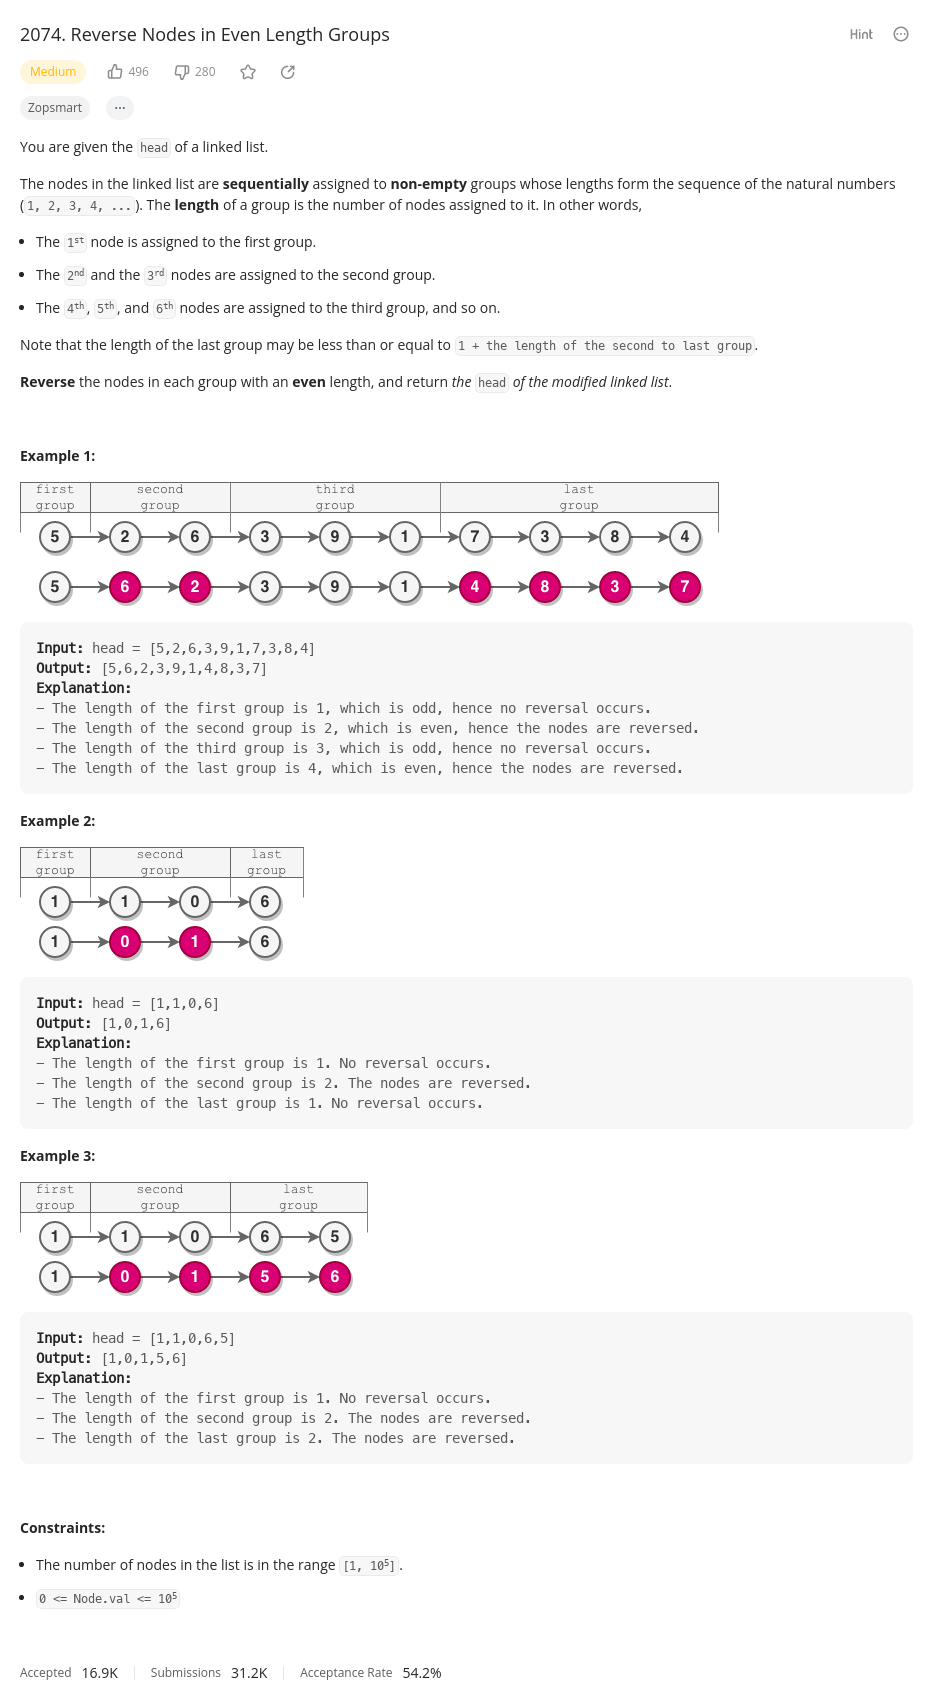 2074. Reverse Nodes in Even Length Groups
Hint
Medium
496
280
Zopsmart
...
You are given the head of a linked list.
The nodes in the linked list are sequentially assigned to non-empty groups whose lengths form the sequence of the natural numbers
(1, 2, 3, 4, ...). The length of a group is the number of nodes assigned to it. In other words,
• The 1st node is assigned to the first group.
• The 2nd and the 3rd nodes are assigned to the second group.
• The 4th, 5th, and 6th nodes are assigned to the third group, and so on.
Note that the length of the last group may be less than or equal to 1 + the length of the second to last group.
Reverse the nodes in each group with an even length, and return the head of the modified linked list.
Example 1:
first group second group third group last group
5 2 6 3 9 1 7 3 8 4
5 6 2 3 9 1 4 8 3 7
Input: head = [5,2,6,3,9,1,7,3,8,4]
Output: [5,6,2,3,9,1,4,8,3,7]
Explanation:
- The length of the first group is 1, which is odd, hence no reversal occurs.
- The length of the second group is 2, which is even, hence the nodes are reversed.
- The length of the third group is 3, which is odd, hence no reversal occurs.
- The length of the last group is 4, which is even, hence the nodes are reversed.
Example 2:
first group second group last group
1 1 0 6
1 0 1 6
Input: head = [1,1,0,6]
Output: [1,0,1,6]
Explanation:
- The length of the first group is 1. No reversal occurs.
- The length of the second group is 2. The nodes are reversed.
- The length of the last group is 1. No reversal occurs.
Example 3:
first group second group last group
1 1 0 6 5
1 0 1 5 6
Input: head = [1,1,0,6,5]
Output: [1,0,1,5,6]
Explanation:
- The length of the first group is 1. No reversal occurs.
- The length of the second group is 2. The nodes are reversed.
- The length of the last group is 2. The nodes are reversed.
Constraints:
• The number of nodes in the list is in the range [1, 10⁵].
• 0 <= Node.val <= 10⁵
Accepted 16.9K Submissions 31.2K Acceptance Rate 54.2%